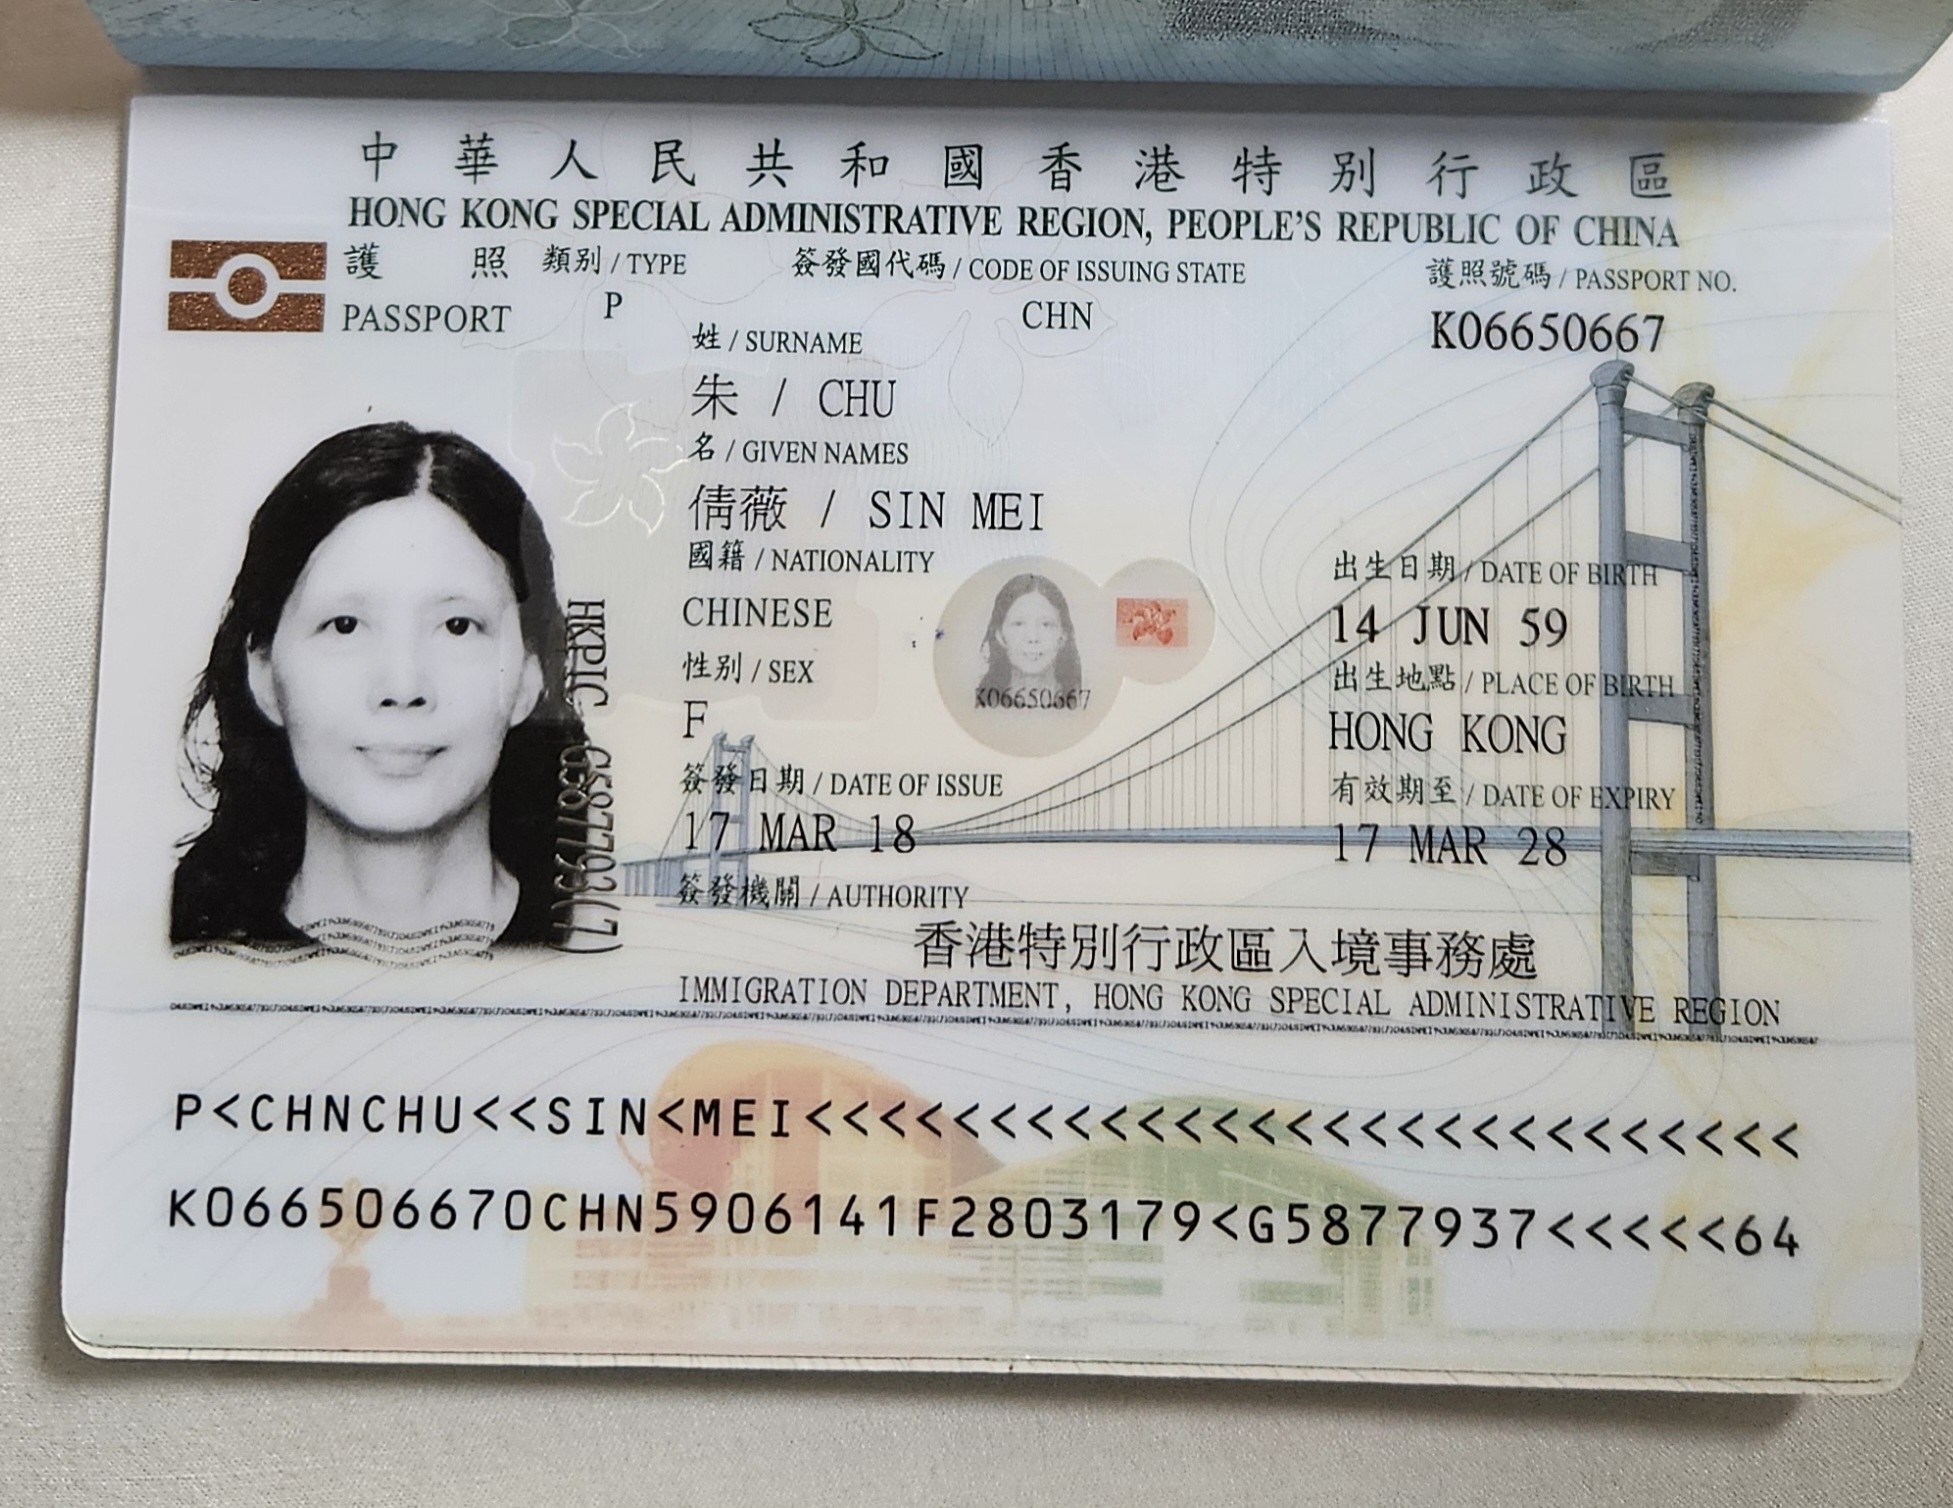 中華人民共和國香港特別行政區
HONG KONG SPECIAL ADMINISTRATIVE REGION, PEOPLE'S REPUBLIC OF CHINA
護照 類別 / TYPE 簽發國代碼 / CODE OF ISSUING STATE 護照號碼 / PASSPORT NO.
PASSPORT P CHN K06650667
姓 / SURNAME
朱 / CHU
名 / GIVEN NAMES
倩薇 / SIN MEI
國籍 / NATIONALITY 出生日期 / DATE OF BIRTH
CHINESE 14 JUN 59
性別 / SEX 出生地點 / PLACE OF BIRTH
F HONG KONG
K06650667
簽發日期 / DATE OF ISSUE 有效期至 / DATE OF EXPIRY
17 MAR 18 17 MAR 28
簽發機關 / AUTHORITY
香港特別行政區入境事務處
IMMIGRATION DEPARTMENT, HONG KONG SPECIAL ADMINISTRATIVE REGION
HKPIC G587793(7)
P<CHNCHU<<SIN<MEI<<<<<<<<<<<<<<<<<<<<<<<<<<<
K066506670CHN5906141F2803179<G5877937<<<<<64